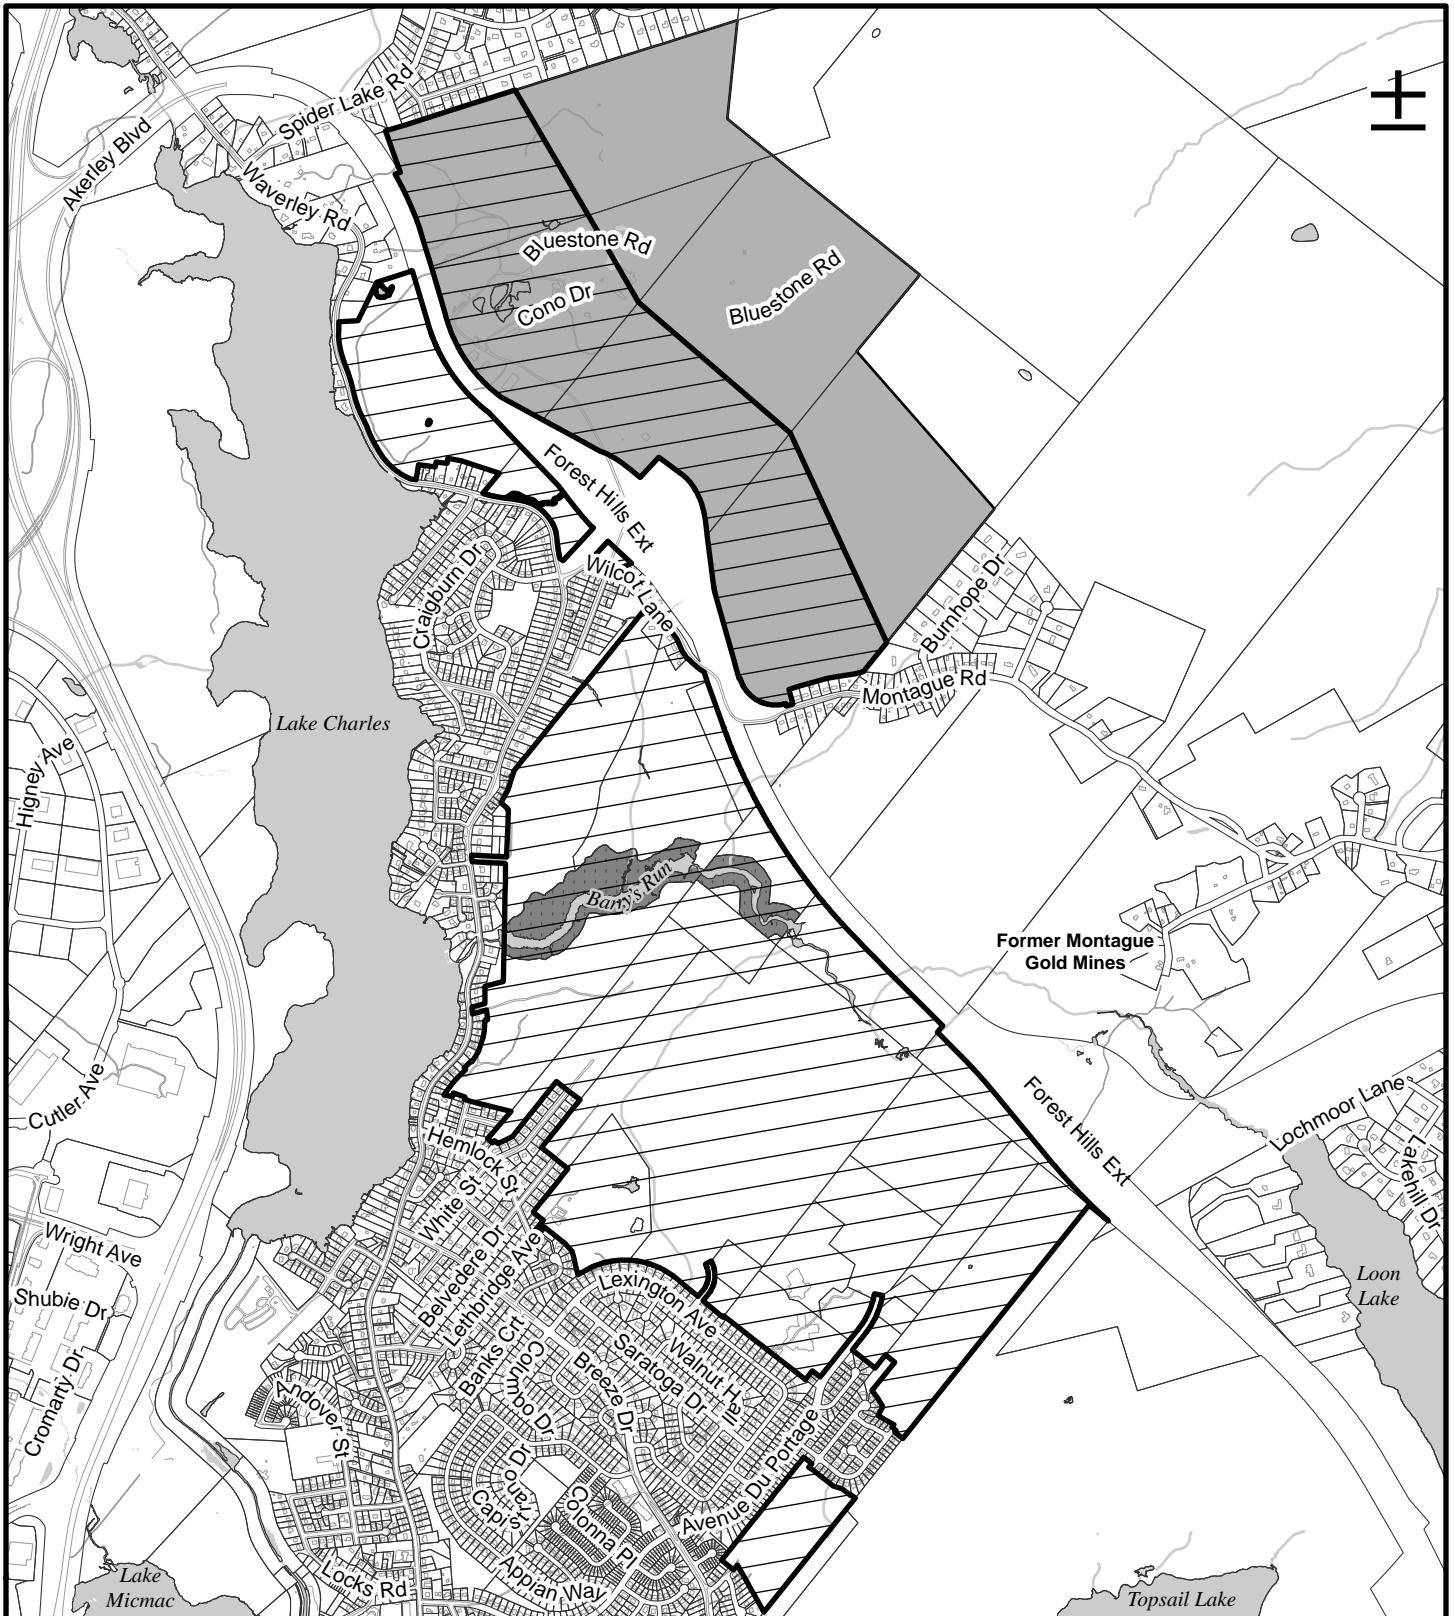 Akerley Blvd
Spider Lake Rd
Waverley Rd
Bluestone Rd
Cono Dr
Bluestone Rd
Forest Hills Ext
Wilcot Lane
Craigburn Dr
Burnhope Dr
Montague Rd
Lake Charles
Higney Ave
Barry's Run
Former Montague
Gold Mines
Cutler Ave
Forest Hills Ext
Lochmoor Lane
Lakehill Dr
Hemlock St
White St
Belvedere Dr
Lethbridge Ave
Wright Ave
Shubie Dr
Loon
Lake
Lexington Ave
Walnut Hall
Saratoga Dr
Breeze Dr
Banks Crt
Columbo Dr
Cromarty Dr
Andover St
Avenue Du Portage
Capistrano Dr
Colonna Pl
Appian Way
Locks Rd
Lake
Micmac
Topsail Lake